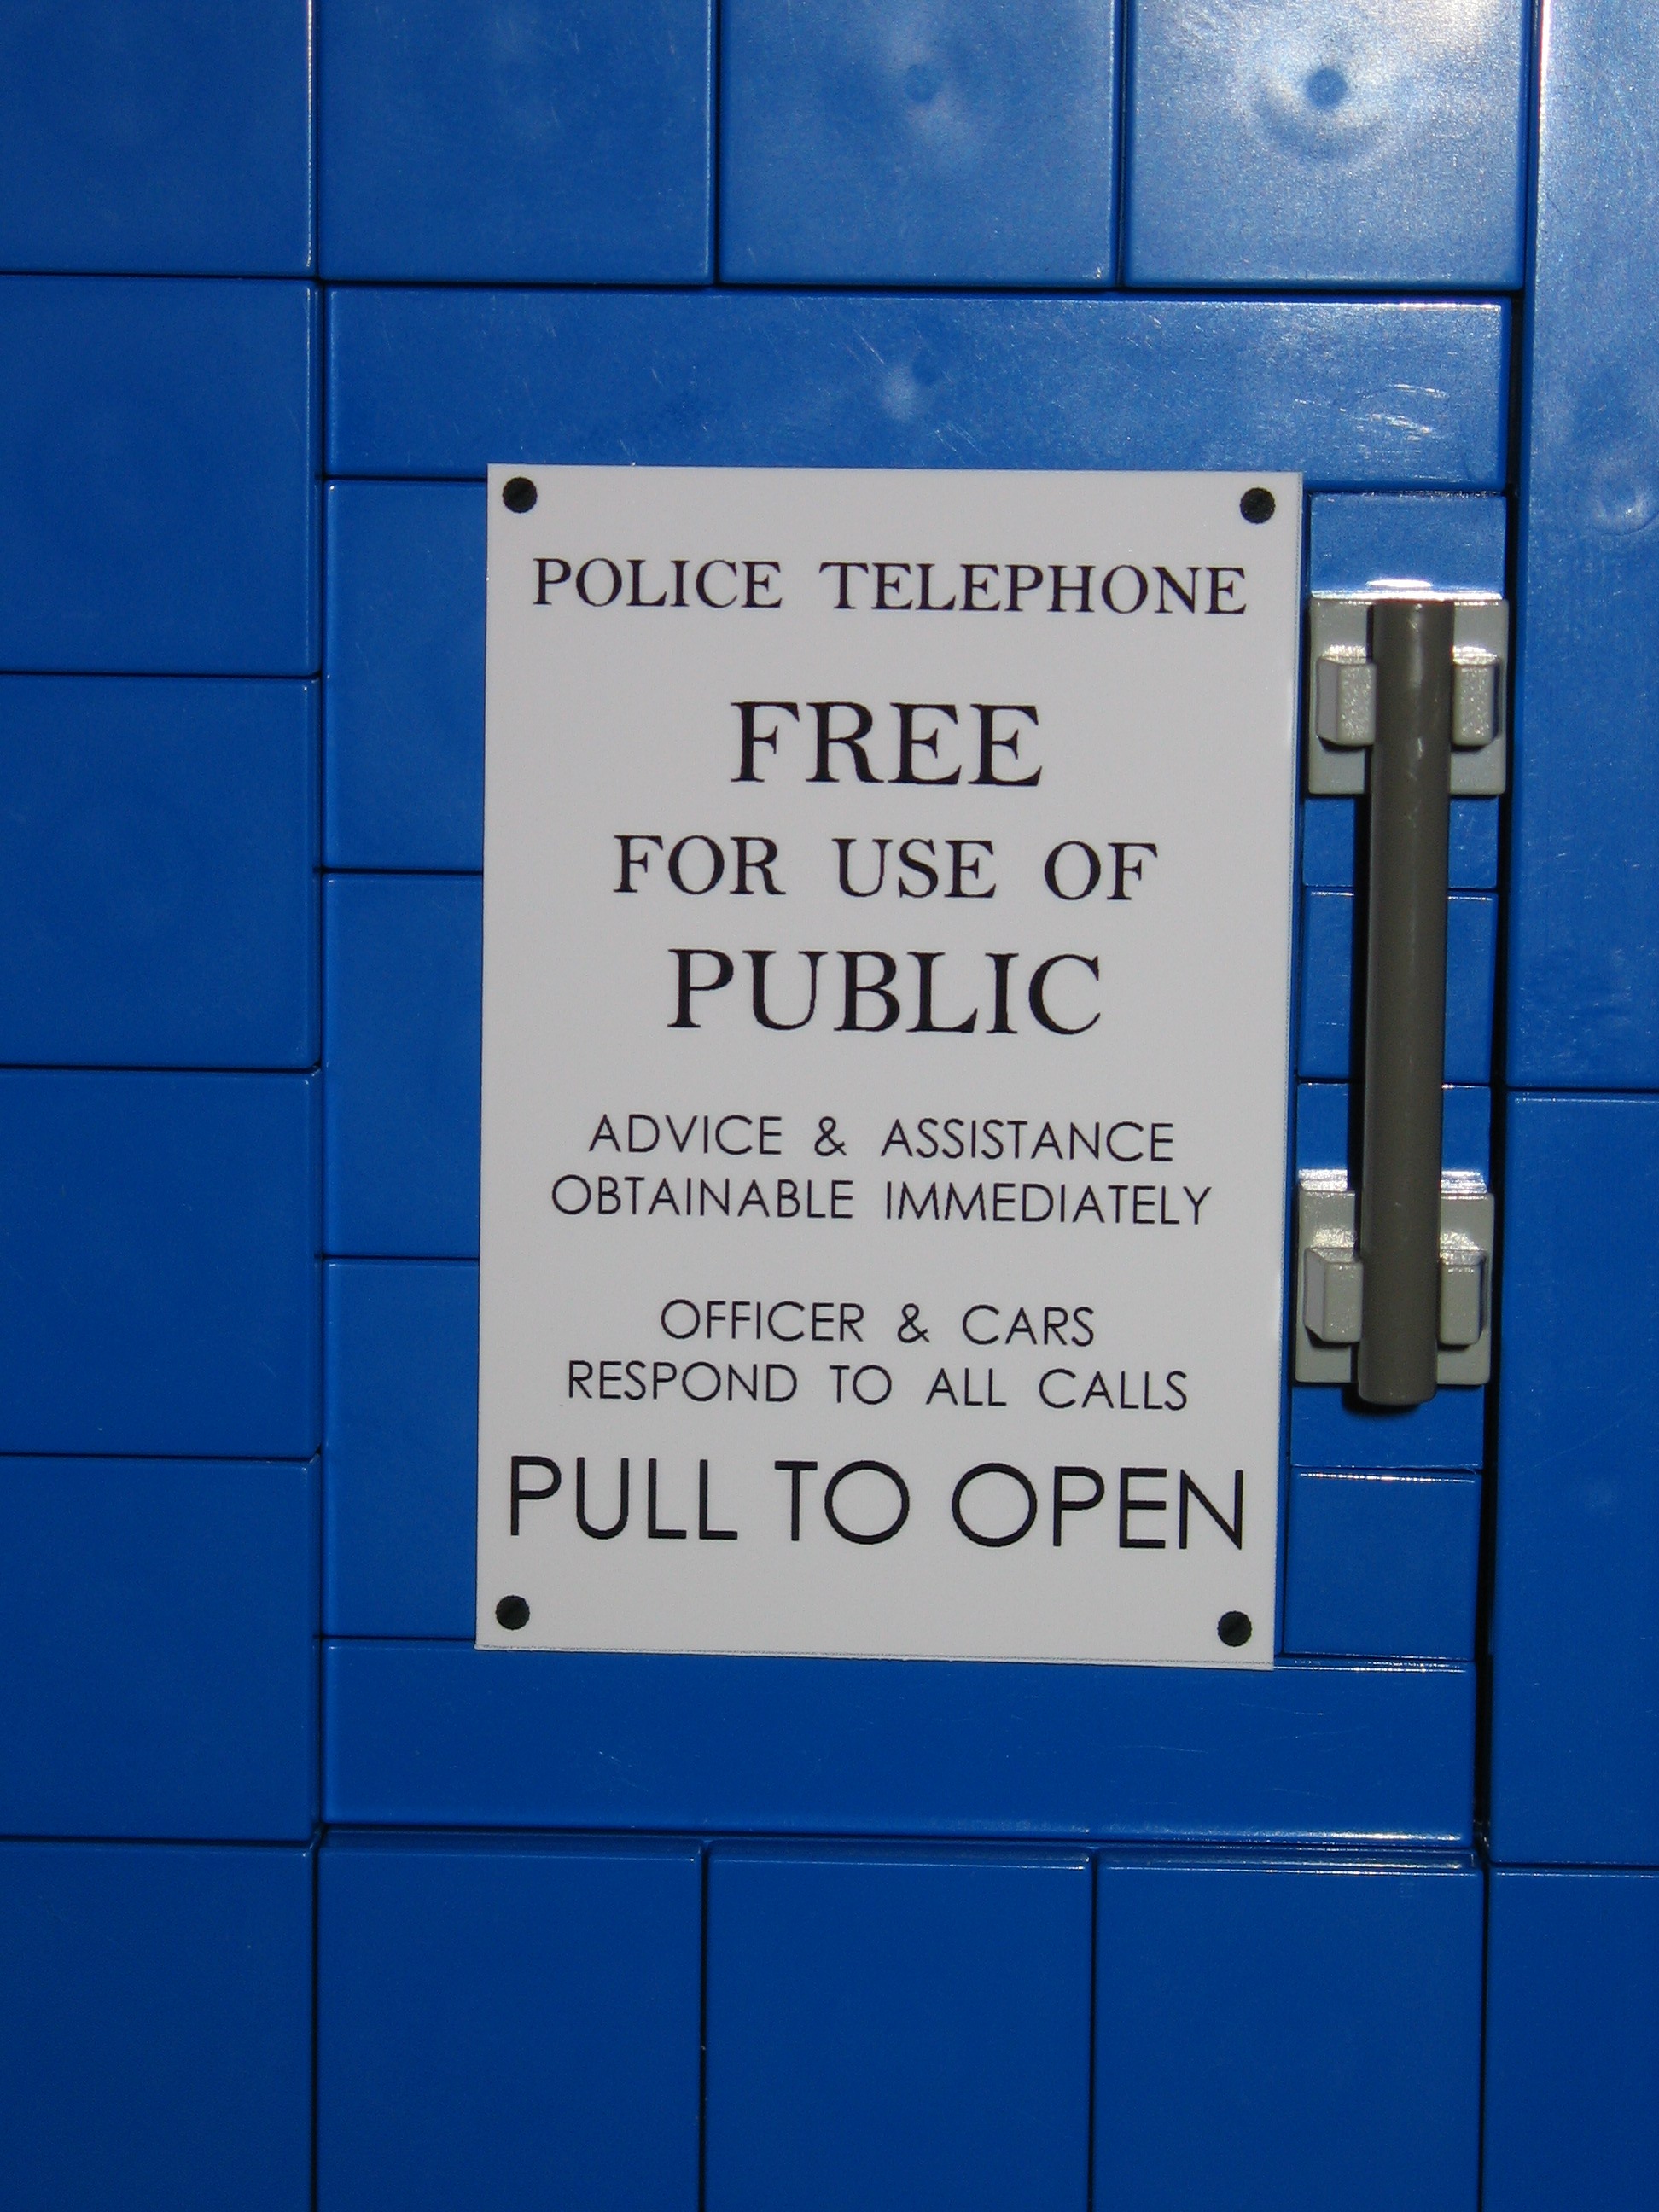 POLICE TELEPHONE
FREE
FOR USE OF
PUBLIC
ADVICE & ASSISTANCE
OBTAINABLE IMMEDIATELY
OFFICER & CARS
RESPOND TO ALL CALLS
PULL TO OPEN